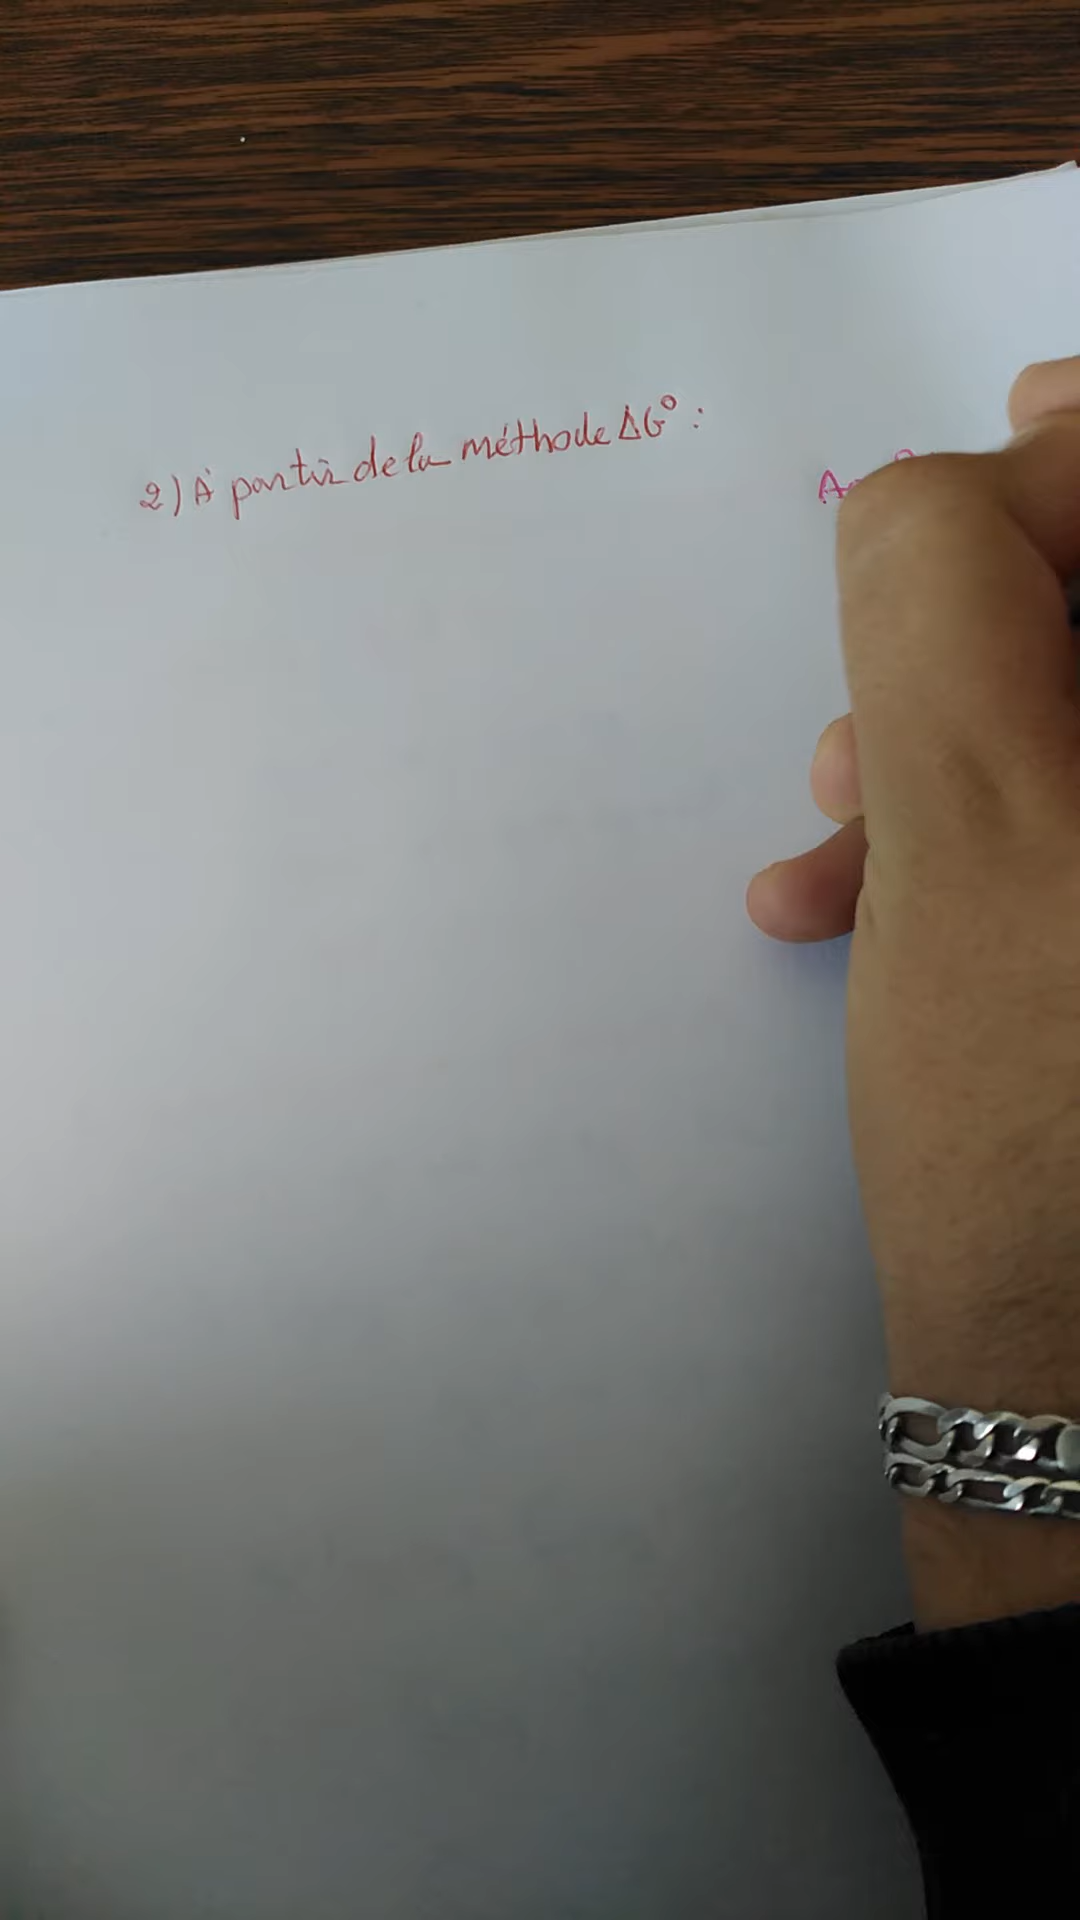 2) À partir de la méthode ΔG° :